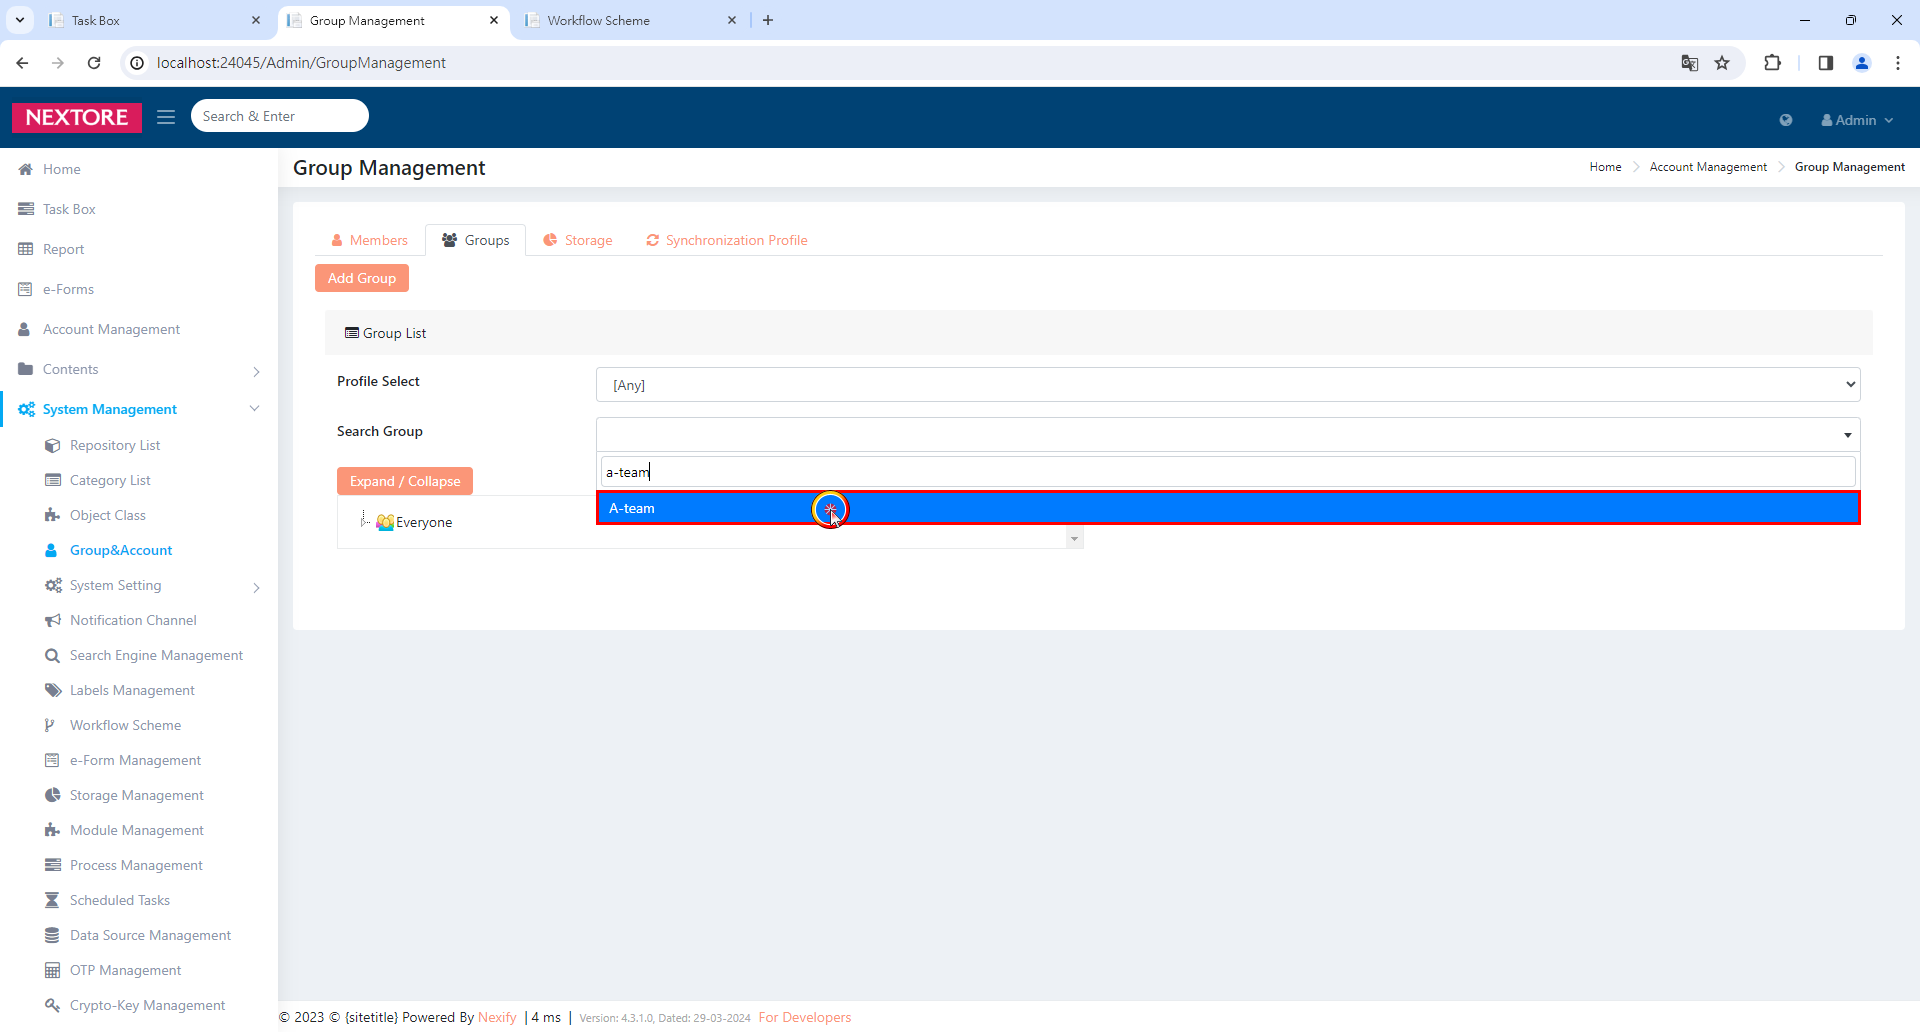 Task Box
Group Management
Workflow Scheme
localhost:24045/Admin/GroupManagement
NEXTORE
Search & Enter
Admin
Home
Task Box
Report
e-Forms
Account Management
Contents
System Management
Repository List
Category List
Object Class
Group&Account
System Setting
Notification Channel
Search Engine Management
Labels Management
Workflow Scheme
e-Form Management
Storage Management
Module Management
Process Management
Scheduled Tasks
Data Source Management
OTP Management
Crypto-Key Management
Group Management
Home Account Management Group Management
Members Groups Storage Synchronization Profile
Add Group
Group List
Profile Select [Any]
Search Group
a-team
A-team
Expand / Collapse
Everyone
© 2023 © {sitetitle} Powered By Nexify | 4 ms | Version: 4.3.1.0, Dated: 29-03-2024 For Developers